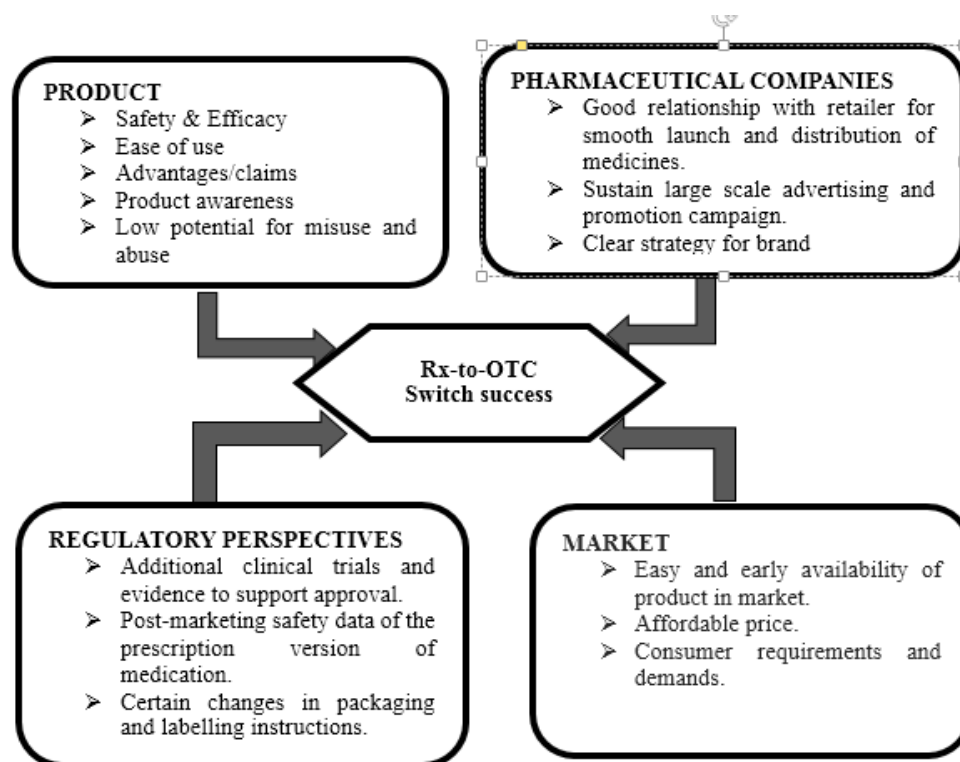 PRODUCT
➢ Safety & Efficacy
➢ Ease of use
➢ Advantages/claims
➢ Product awareness
➢ Low potential for misuse and
abuse
PHARMACEUTICAL COMPANIES
➢ Good relationship with retailer for
smooth launch and distribution of
medicines.
➢ Sustain large scale advertising and
promotion campaign.
➢ Clear strategy for brand
Rx-to-OTC
Switch success
REGULATORY PERSPECTIVES
➢ Additional clinical trials and
evidence to support approval.
➢ Post-marketing safety data of the
prescription version of
medication.
➢ Certain changes in packaging
and labelling instructions.
MARKET
➢ Easy and early availability of
product in market.
➢ Affordable price.
➢ Consumer requirements and
demands.